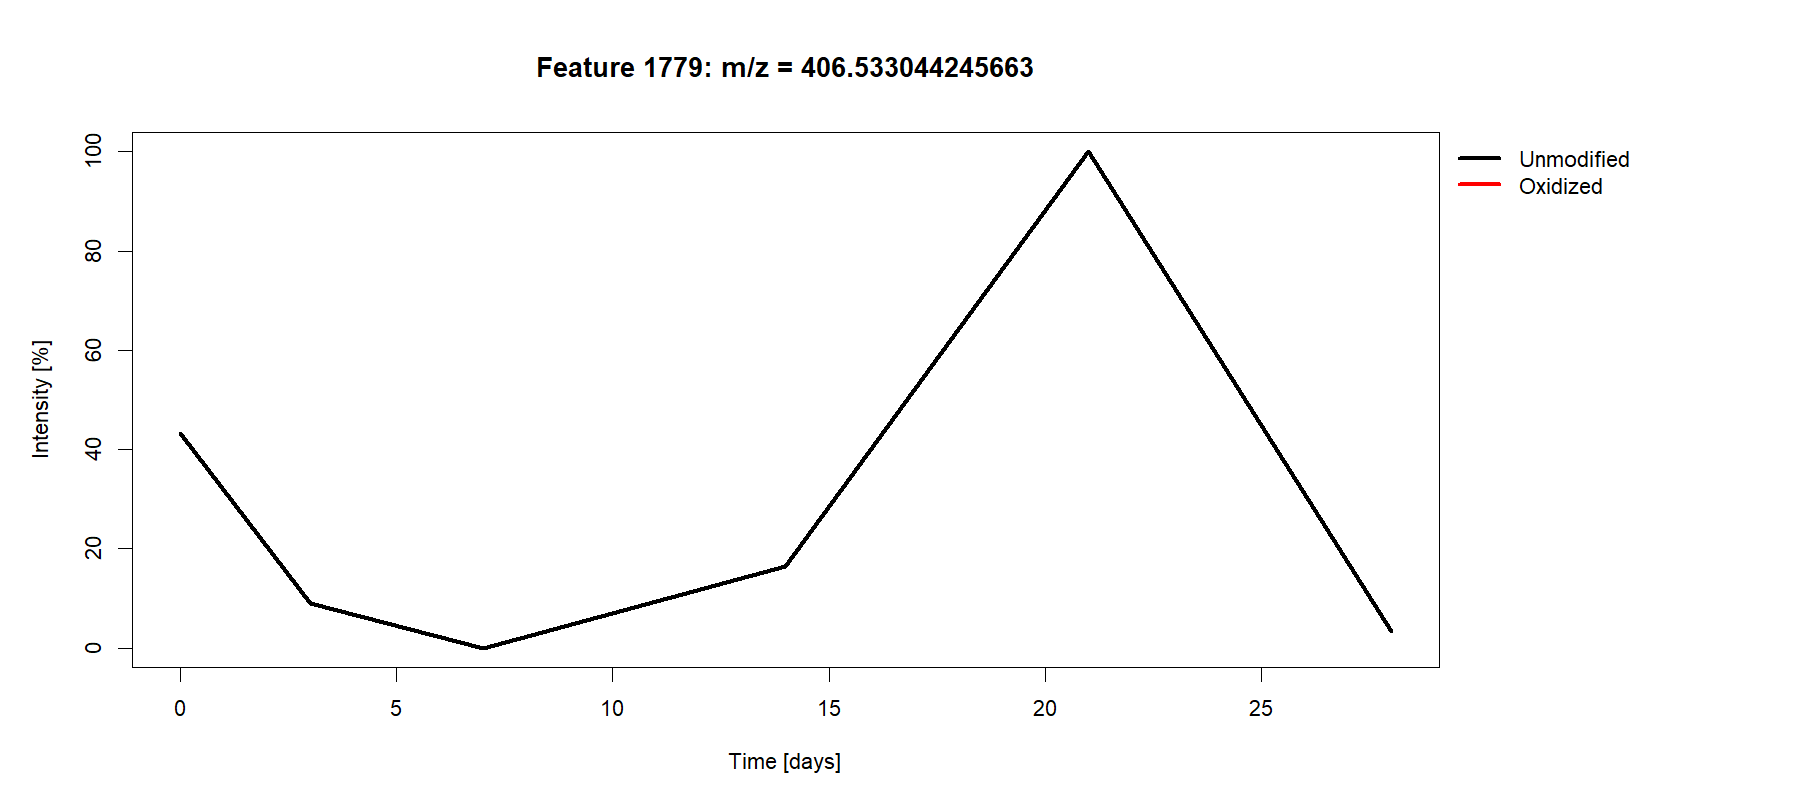 Feature 1779: m/z = 406.533044245663
Unmodified
Oxidized
Intensity [%]
100
80
60
40
20
0
0 5 10 15 20 25
Time [days]